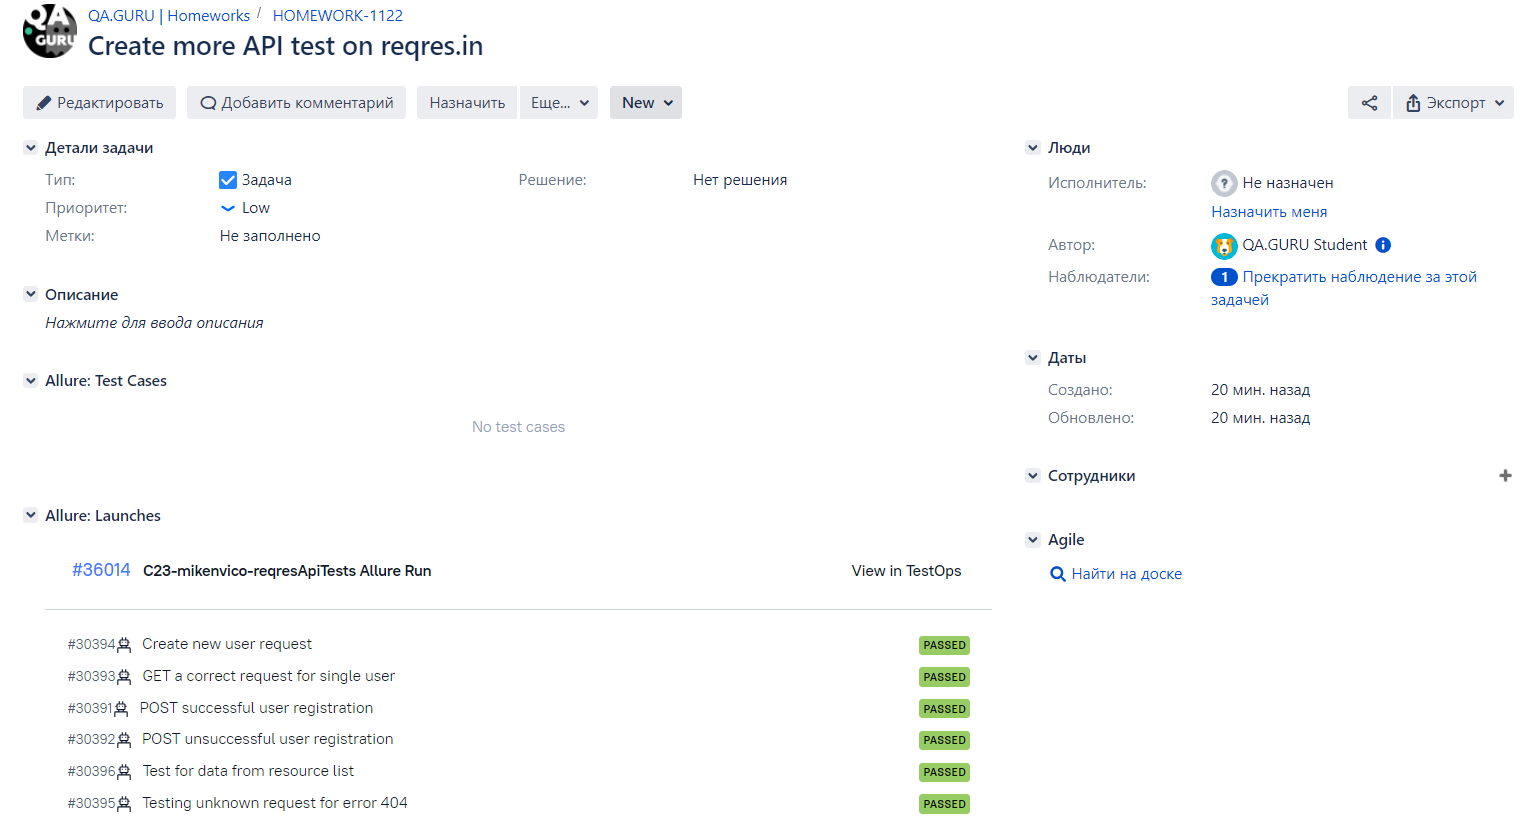 QA GURU
QA.GURU | Homeworks / HOMEWORK-1122
Create more API test on reqres.in
Редактировать Добавить комментарий Назначить Еще... New Экспорт
Детали задачи
Тип: Задача Решение: Нет решения
Приоритет: Low
Метки: Не заполнено
Описание
Нажмите для ввода описания
Allure: Test Cases
No test cases
Allure: Launches
#36014 C23-mikenvico-reqresApiTests Allure Run View in TestOps
#30394 Create new user request PASSED
#30393 GET a correct request for single user PASSED
#30391 POST successful user registration PASSED
#30392 POST unsuccessful user registration PASSED
#30396 Test for data from resource list PASSED
#30395 Testing unknown request for error 404 PASSED
Люди
Исполнитель: Не назначен
Назначить меня
Автор: QA.GURU Student
Наблюдатели: 1 Прекратить наблюдение за этой
задачей
Даты
Создано: 20 мин. назад
Обновлено: 20 мин. назад
Сотрудники
Agile
Найти на доске